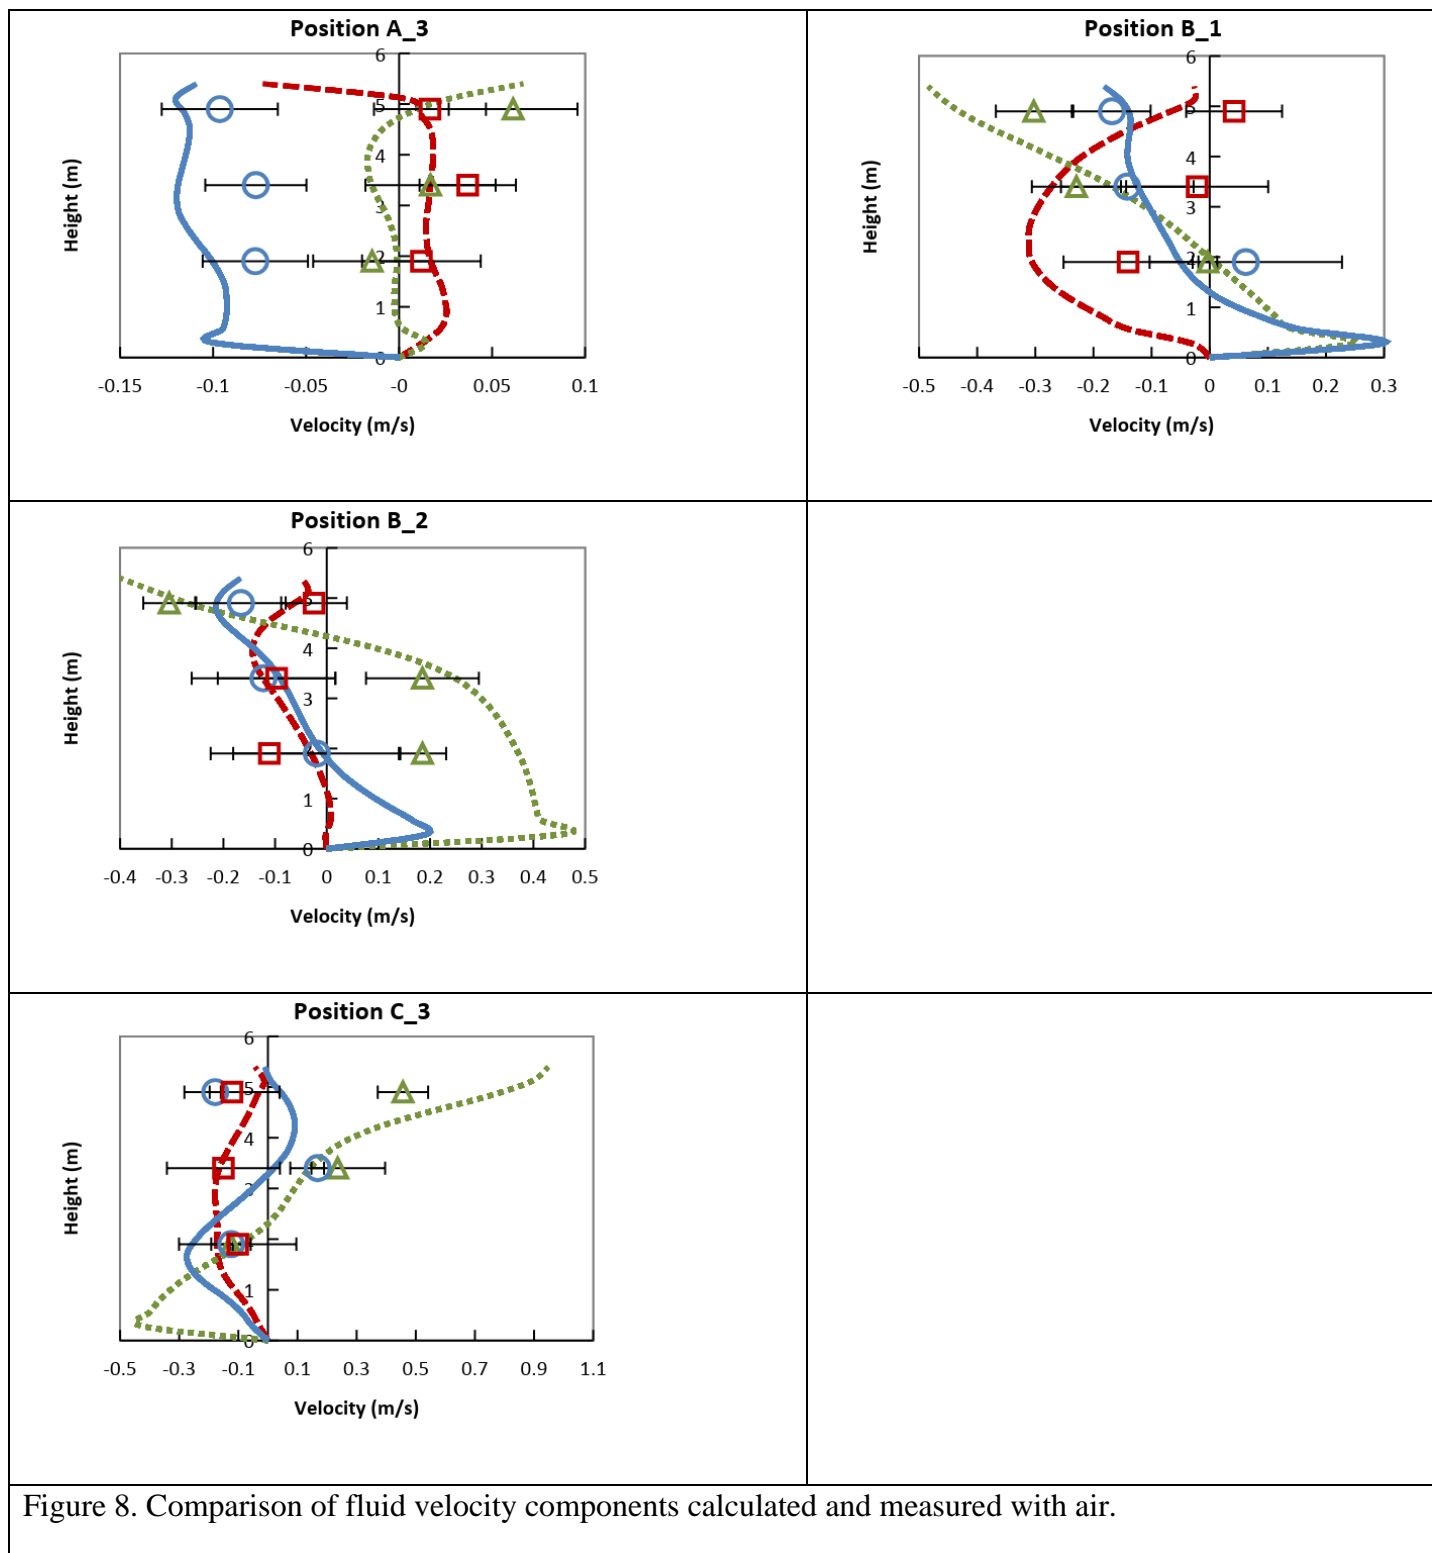 Position A_3
6
5
4
3
2
1
0
-0.15 -0.1 -0.05 -0 0.05 0.1
Height (m)
Velocity (m/s)
Position B_1
6
5
4
3
2
1
0
-0.5 -0.4 -0.3 -0.2 -0.1 0 0.1 0.2 0.3
Height (m)
Velocity (m/s)
Position B_2
6
5
4
3
2
1
0
-0.4 -0.3 -0.2 -0.1 0 0.1 0.2 0.3 0.4 0.5
Height (m)
Velocity (m/s)
Position C_3
6
5
4
3
1
0
-0.5 -0.3 -0.1 0.1 0.3 0.5 0.7 0.9 1.1
Height (m)
Velocity (m/s)
Figure 8. Comparison of fluid velocity components calculated and measured with air.